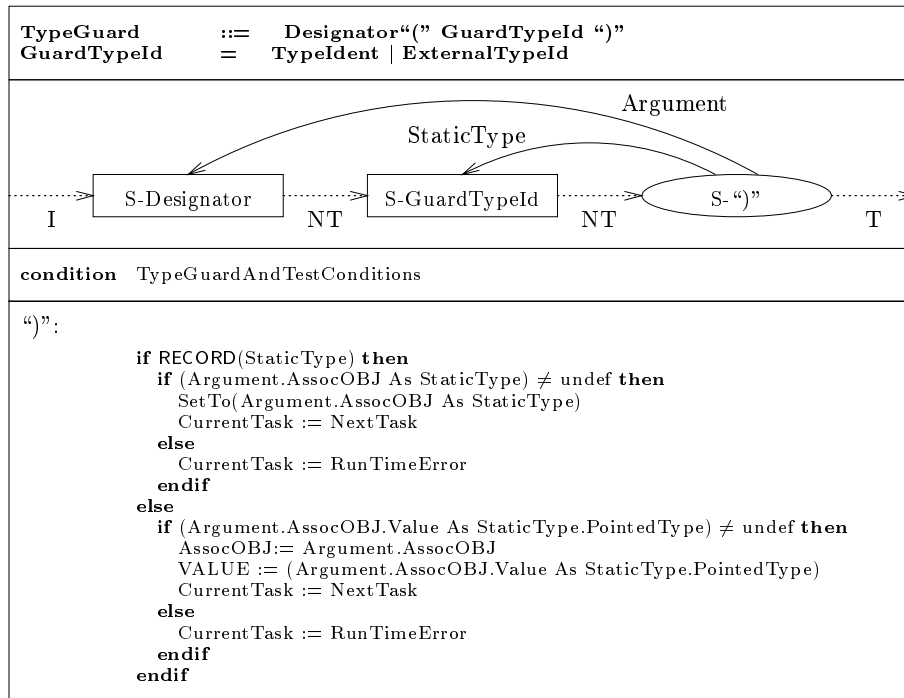 TypeGuard ::= Designator“(” GuardTypeId “)”
GuardTypeId = TypeIdent | ExternalTypeId
Argument
StaticType
S-Designator S-GuardTypeId S-“)”
I NT NT T
condition TypeGuardAndTestConditions
“)”:
if RECORD(StaticType) then
if (Argument.AssocOBJ As StaticType) ≠ undef then
SetTo(Argument.AssocOBJ As StaticType)
CurrentTask := NextTask
else
CurrentTask := RunTimeError
endif
else
if (Argument.AssocOBJ.Value As StaticType.PointedType) ≠ undef then
AssocOBJ:= Argument.AssocOBJ
VALUE := (Argument.AssocOBJ.Value As StaticType.PointedType)
CurrentTask := NextTask
else
CurrentTask := RunTimeError
endif
endif